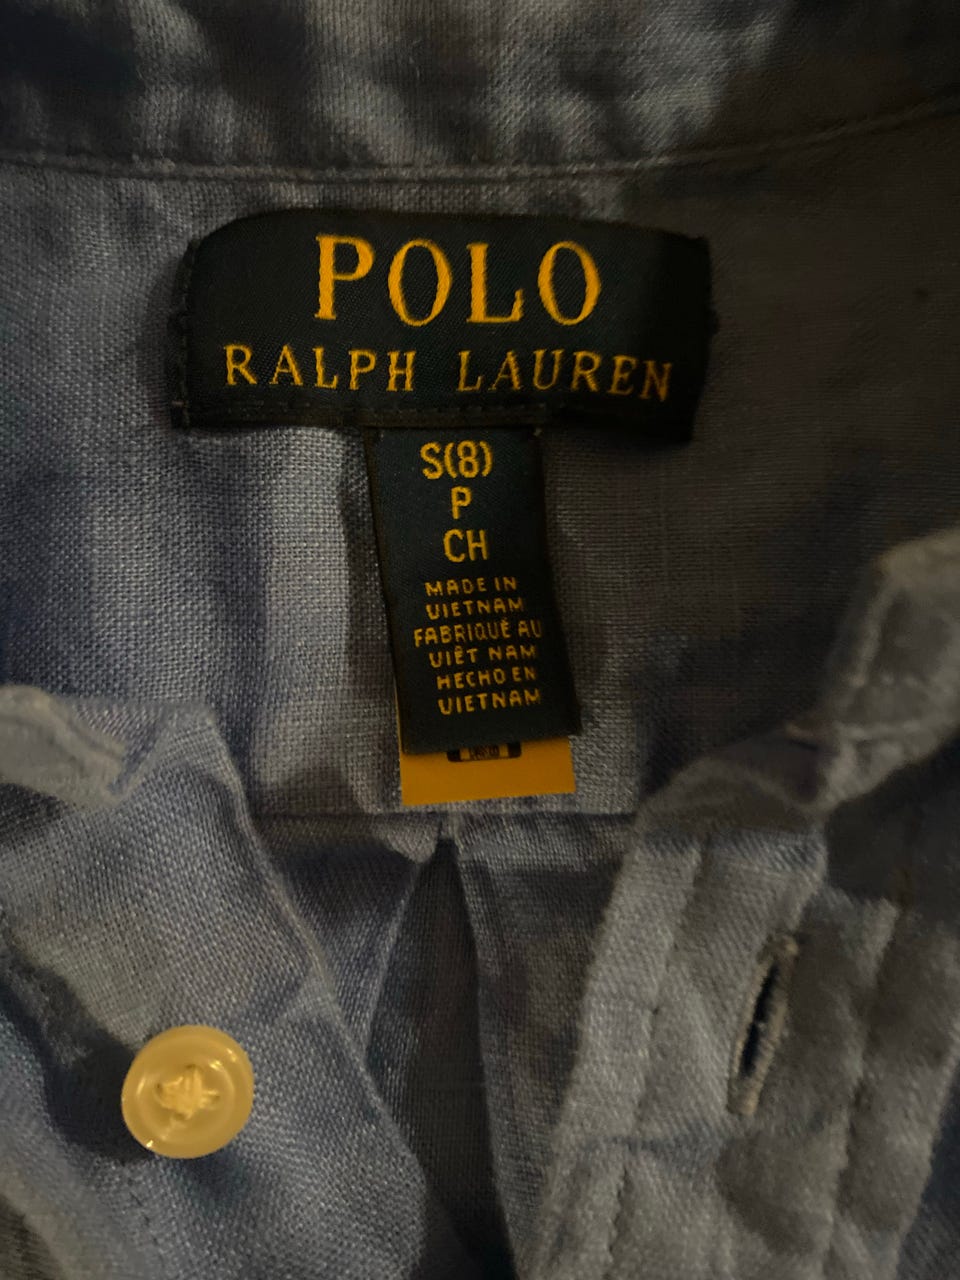 POLO
RALPH LAUREN
S(8)
P
CH
MADE IN
VIETNAM
FABRIQUÉ AU
VIÊT NAM
HECHO EN
VIETNAM